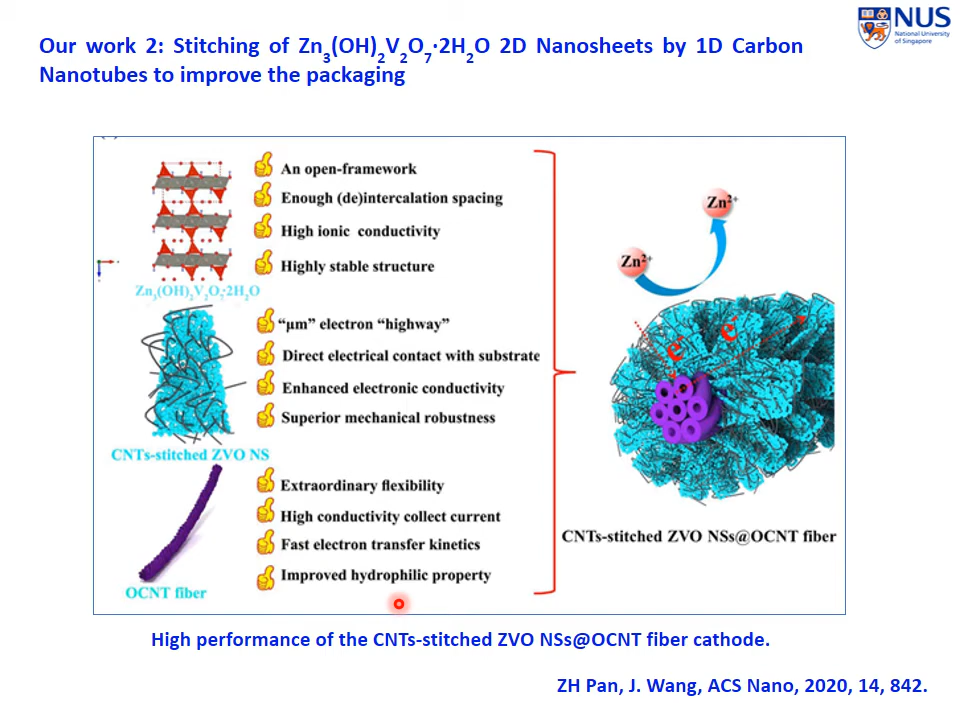 NUS
National University
of Singapore
Our work 2: Stitching of Zn3(OH)2V2O7·2H2O 2D Nanosheets by 1D Carbon
Nanotubes to improve the packaging
An open-framework
Enough (de)intercalation spacing
High ionic conductivity
Highly stable structure
Zn3(OH)2V2O7·2H2O
"μm" electron "highway"
Direct electrical contact with substrate
Enhanced electronic conductivity
Superior mechanical robustness
CNTs-stitched ZVO NS
Extraordinary flexibility
High conductivity collect current
Fast electron transfer kinetics
Improved hydrophilic property
OCNT fiber
Zn2+
Zn2+
e-
e-
CNTs-stitched ZVO NSs@OCNT fiber
High performance of the CNTs-stitched ZVO NSs@OCNT fiber cathode.
ZH Pan, J. Wang, ACS Nano, 2020, 14, 842.